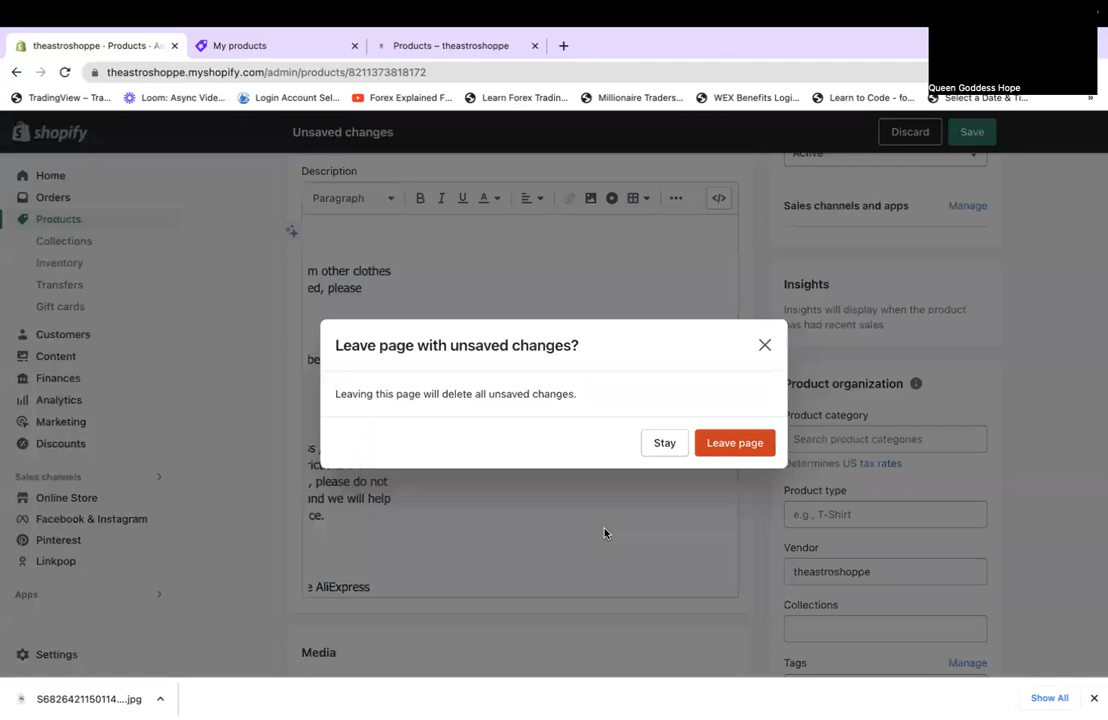 theastroshoppe · Products · A
My products
Products – theastroshoppe
theastroshoppe.myshopify.com/admin/products/8211373818172
Queen Goddess Hope
TradingView – Tra...
Loom: Async Vide...
Login Account Sel...
Forex Explained F...
Learn Forex Tradin...
Millionaire Traders...
WEX Benefits Logi...
Learn to Code - fo...
Select a Date & Ti...
»
shopify
Unsaved changes
Discard
Save
Home
Orders
Products
Collections
Inventory
Transfers
Gift cards
Customers
Content
Finances
Analytics
Marketing
Discounts
Sales channels
Online Store
Facebook & Instagram
Pinterest
Linkpop
Apps
Settings
Description
Paragraph
B I U A
</>
m other clothes
ed, please
be
, please do not
and we will help
ce.
e AliExpress
Media
Leave page with unsaved changes?
Leaving this page will delete all unsaved changes.
Stay
Leave page
Active
Sales channels and apps
Manage
Insights
Insights will display when the product
has had recent sales
Product organization
Product category
Search product categories
Determines US tax rates
Product type
e.g., T-Shirt
Vendor
theastroshoppe
Collections
Tags
Manage
S6826421150114....jpg
Show All